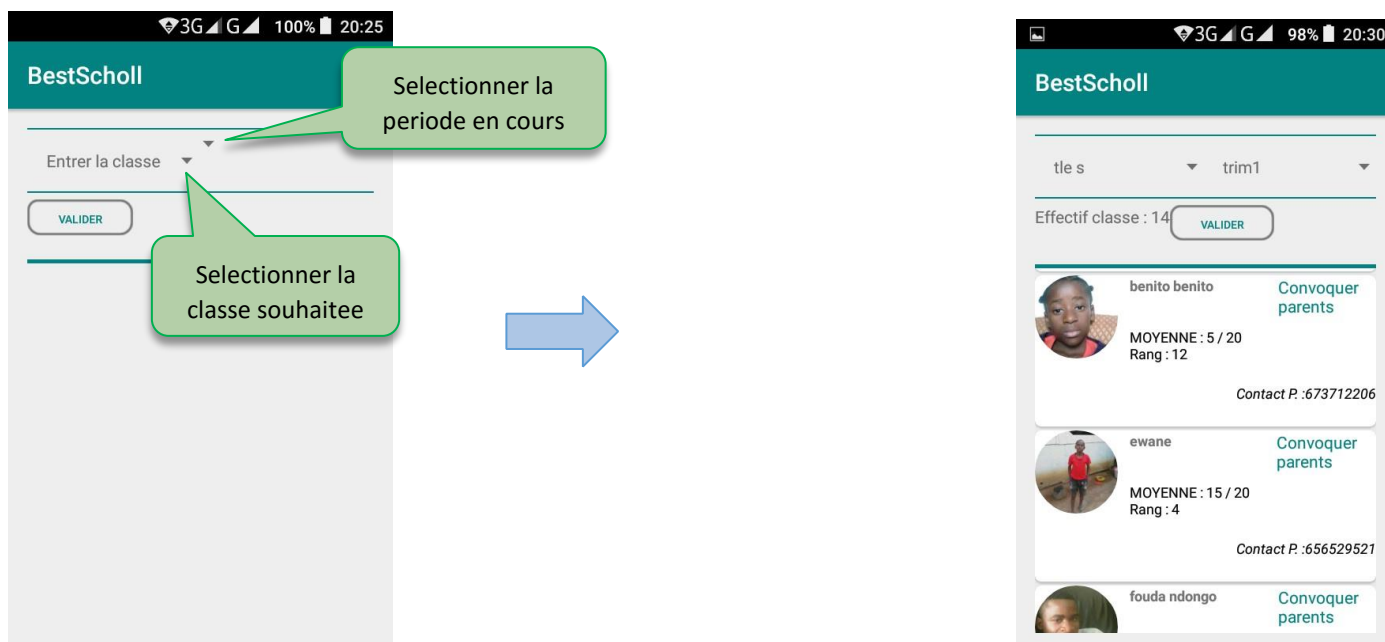 3G G 100% 20:25
BestScholl
Selectionner la
periode en cours
Entrer la classe
VALIDER
Selectionner la
classe souhaitee
3G G 98% 20:30
BestScholl
tle s trim1
Effectif classe : 14
VALIDER
benito benito
Convoquer
parents
MOYENNE : 5 / 20
Rang : 12
Contact P. :673712206
ewane
Convoquer
parents
MOYENNE : 15 / 20
Rang : 4
Contact P. :656529521
fouda ndongo
Convoquer
parents